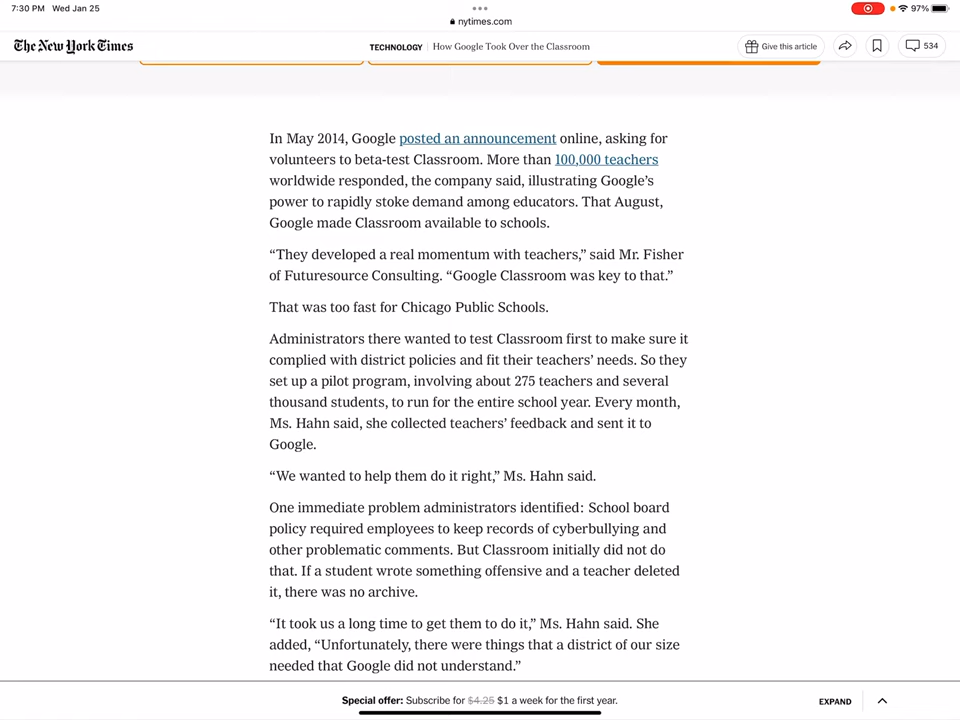 7:30 PM Wed Jan 25
97%
nytimes.com
The New York Times
TECHNOLOGY | How Google Took Over the Classroom
Give this article
534
In May 2014, Google posted an announcement online, asking for
volunteers to beta-test Classroom. More than 100,000 teachers
worldwide responded, the company said, illustrating Google’s
power to rapidly stoke demand among educators. That August,
Google made Classroom available to schools.
“They developed a real momentum with teachers,” said Mr. Fisher
of Futuresource Consulting. “Google Classroom was key to that.”
That was too fast for Chicago Public Schools.
Administrators there wanted to test Classroom first to make sure it
complied with district policies and fit their teachers’ needs. So they
set up a pilot program, involving about 275 teachers and several
thousand students, to run for the entire school year. Every month,
Ms. Hahn said, she collected teachers’ feedback and sent it to
Google.
“We wanted to help them do it right,” Ms. Hahn said.
One immediate problem administrators identified: School board
policy required employees to keep records of cyberbullying and
other problematic comments. But Classroom initially did not do
that. If a student wrote something offensive and a teacher deleted
it, there was no archive.
“It took us a long time to get them to do it,” Ms. Hahn said. She
added, “Unfortunately, there were things that a district of our size
needed that Google did not understand.”
Special offer: Subscribe for $4.25 $1 a week for the first year.
EXPAND